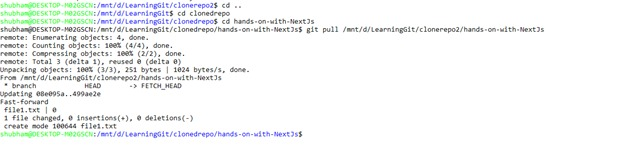 shubham@DESKTOP-M02GSCN:/mnt/d/LearningGit/clonerepo2$ cd ..
shubham@DESKTOP-M02GSCN:/mnt/d/LearningGit$ cd clonedrepo
shubham@DESKTOP-M02GSCN:/mnt/d/LearningGit/clonedrepo$ cd hands-on-with-NextJs
shubham@DESKTOP-M02GSCN:/mnt/d/LearningGit/clonedrepo/hands-on-with-NextJs$ git pull /mnt/d/LearningGit/clonerepo2/hands-on-with-NextJs
remote: Enumerating objects: 4, done.
remote: Counting objects: 100% (4/4), done.
remote: Compressing objects: 100% (2/2), done.
remote: Total 3 (delta 1), reused 0 (delta 0)
Unpacking objects: 100% (3/3), 251 bytes | 1024 bytes/s, done.
From /mnt/d/LearningGit/clonerepo2/hands-on-with-NextJs
 * branch            HEAD       -> FETCH_HEAD
Updating 08e095a..499ae2e
Fast-forward
 file1.txt | 0
 1 file changed, 0 insertions(+), 0 deletions(-)
 create mode 100644 file1.txt
shubham@DESKTOP-M02GSCN:/mnt/d/LearningGit/clonedrepo/hands-on-with-NextJs$